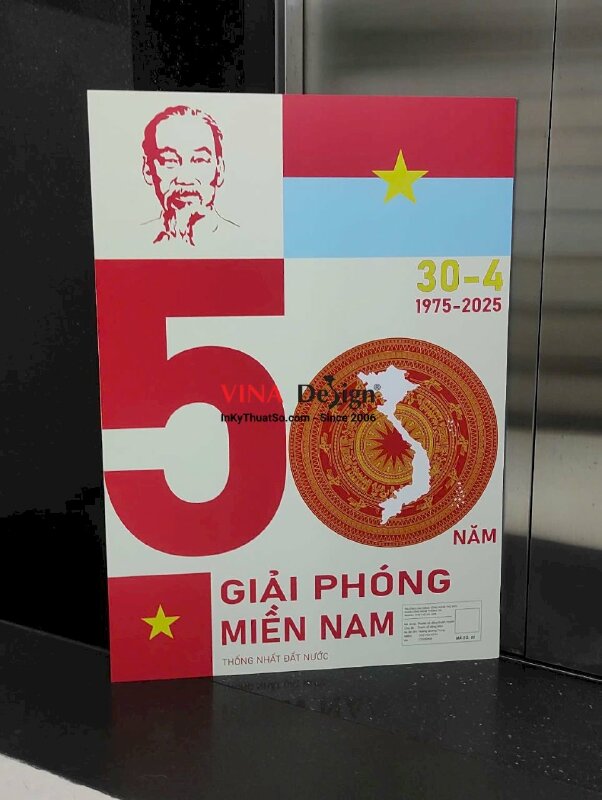 30-4
1975-2025
50
VINA Design®
InKyThuatSo.com - Since 2006
NĂM
GIẢI PHÓNG
MIỀN NAM
THỐNG NHẤT ĐẤT NƯỚC